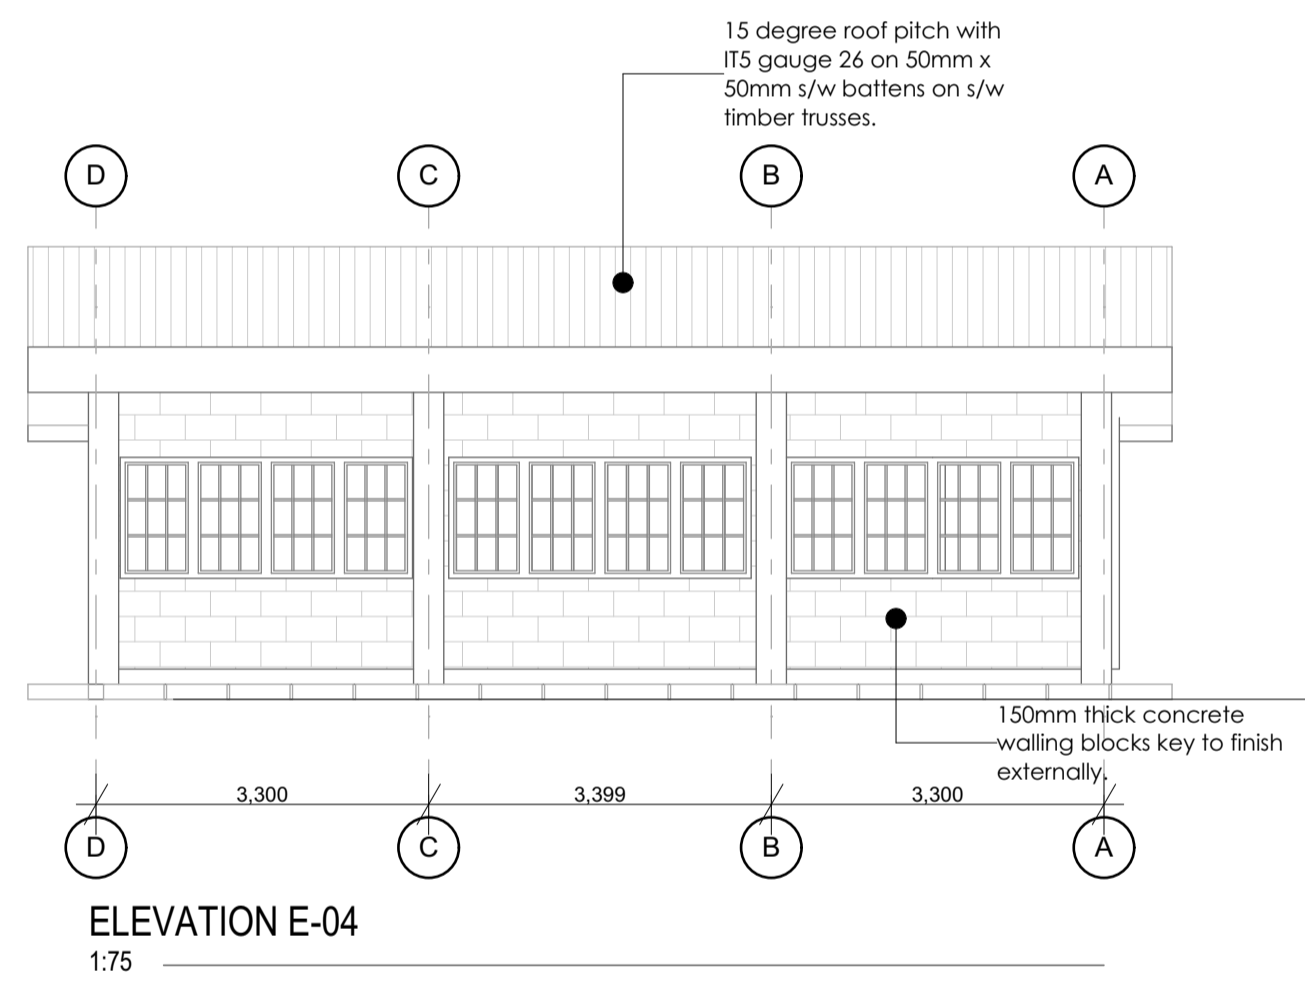 15 degree roof pitch with
IT5 gauge 26 on 50mm x
50mm s/w battens on s/w
timber trusses.
D
C
B
A
150mm thick concrete
walling blocks key to finish
externally.
3,300
3,399
3,300
D
C
B
A
ELEVATION E-04
1:75